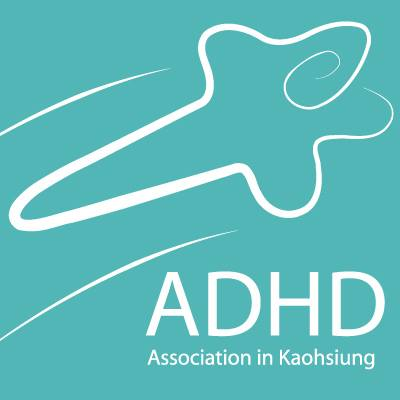 ADHD
Association in Kaohsiung